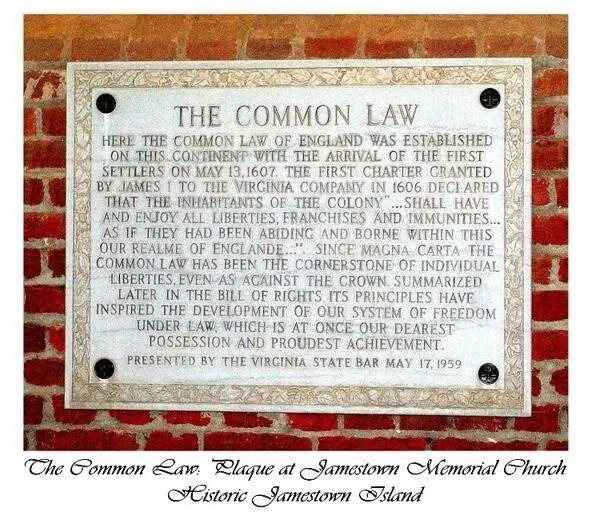 THE COMMON LAW
HERE THE COMMON LAW OF ENGLAND WAS ESTABLISHED
ON THIS CONTINENT WITH THE ARRIVAL OF THE FIRST
SETTLERS ON MAY 13, 1607. THE FIRST CHARTER GRANTED
BY JAMES I TO THE VIRGINIA COMPANY IN 1606 DECLARED
THAT THE INHABITANTS OF THE COLONY "...SHALL HAVE
AND ENJOY ALL LIBERTIES, FRANCHISES AND IMMUNITIES...
AS IF THEY HAD BEEN ABIDING AND BORNE WITHIN THIS
OUR REALME OF ENGLANDE...". SINCE MAGNA CARTA THE
COMMON LAW HAS BEEN THE CORNERSTONE OF INDIVIDUAL
LIBERTIES, EVEN AS AGAINST THE CROWN. SUMMARIZED
LATER IN THE BILL OF RIGHTS ITS PRINCIPLES HAVE
INSPIRED THE DEVELOPMENT OF OUR SYSTEM OF FREEDOM
UNDER LAW, WHICH IS AT ONCE OUR DEAREST
POSSESSION AND PROUDEST ACHIEVEMENT.
PRESENTED BY THE VIRGINIA STATE BAR MAY 17, 1959
The Common Law: Plaque at Jamestown Memorial Church
Historic Jamestown Island